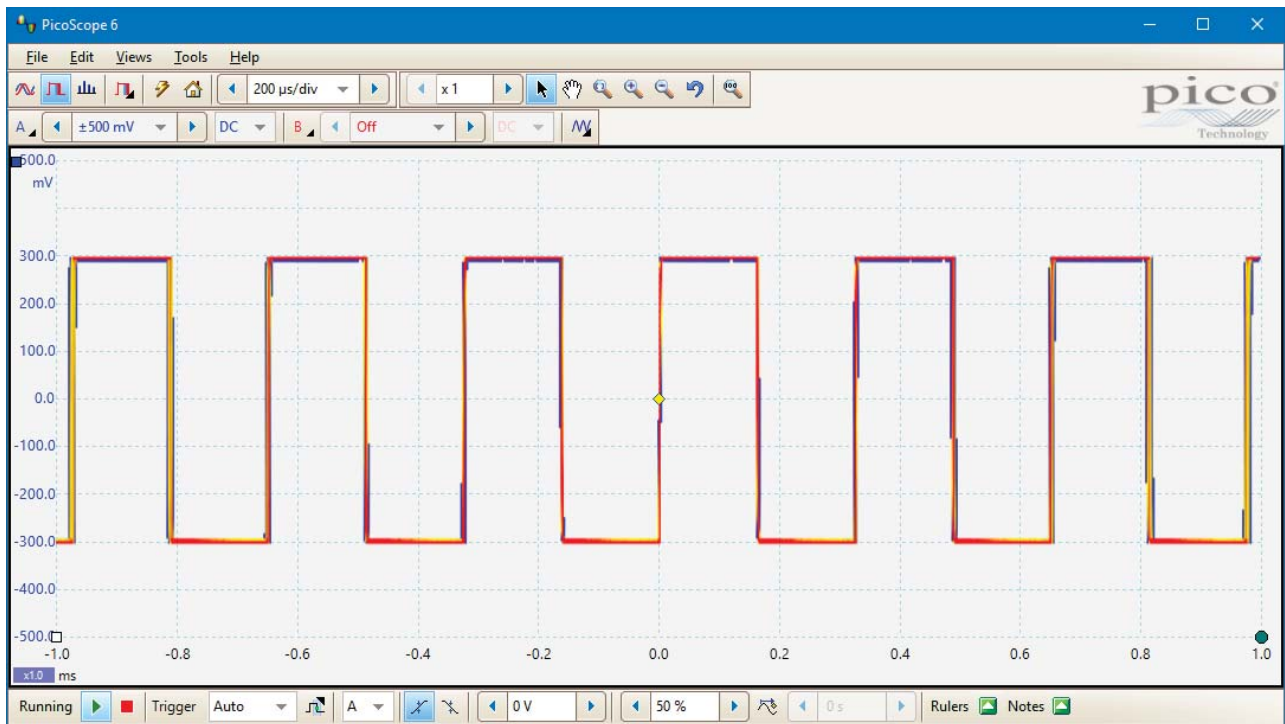 PicoScope 6
File Edit Views Tools Help
200 µs/div x 1
pico
Technology
A ±500 mV DC B Off DC
500.0
mV
300.0
200.0
100.0
0.0
-100.0
-200.0
-300.0
-400.0
-500.0
-1.0 -0.8 -0.6 -0.4 -0.2 0.0 0.2 0.4 0.6 0.8 1.0
x1.0 ms
Running Trigger Auto A 0 V 50 % 0 s Rulers Notes